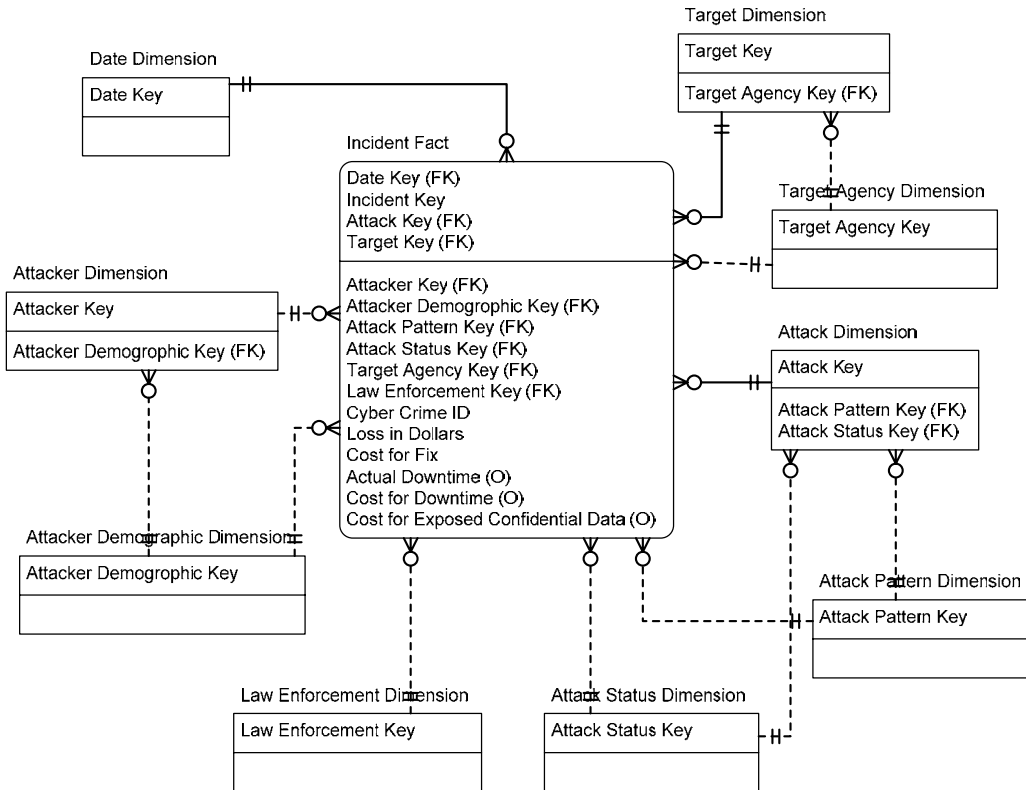 Target Dimension
Target Key
Target Agency Key (FK)
Date Dimension
Date Key
Incident Fact
Date Key (FK)
Incident Key
Attack Key (FK)
Target Key (FK)
Attacker Key (FK)
Attacker Demographic Key (FK)
Attack Pattern Key (FK)
Attack Status Key (FK)
Target Agency Key (FK)
Law Enforcement Key (FK)
Cyber Crime ID
Loss in Dollars
Cost for Fix
Actual Downtime (O)
Cost for Downtime (O)
Cost for Exposed Confidential Data (O)
Target Agency Dimension
Target Agency Key
Attacker Dimension
Attacker Key
Attacker Demographic Key (FK)
Attack Dimension
Attack Key
Attack Pattern Key (FK)
Attack Status Key (FK)
Attacker Demographic Dimension
Attacker Demographic Key
Attack Pattern Dimension
Attack Pattern Key
Law Enforcement Dimension
Law Enforcement Key
Attack Status Dimension
Attack Status Key